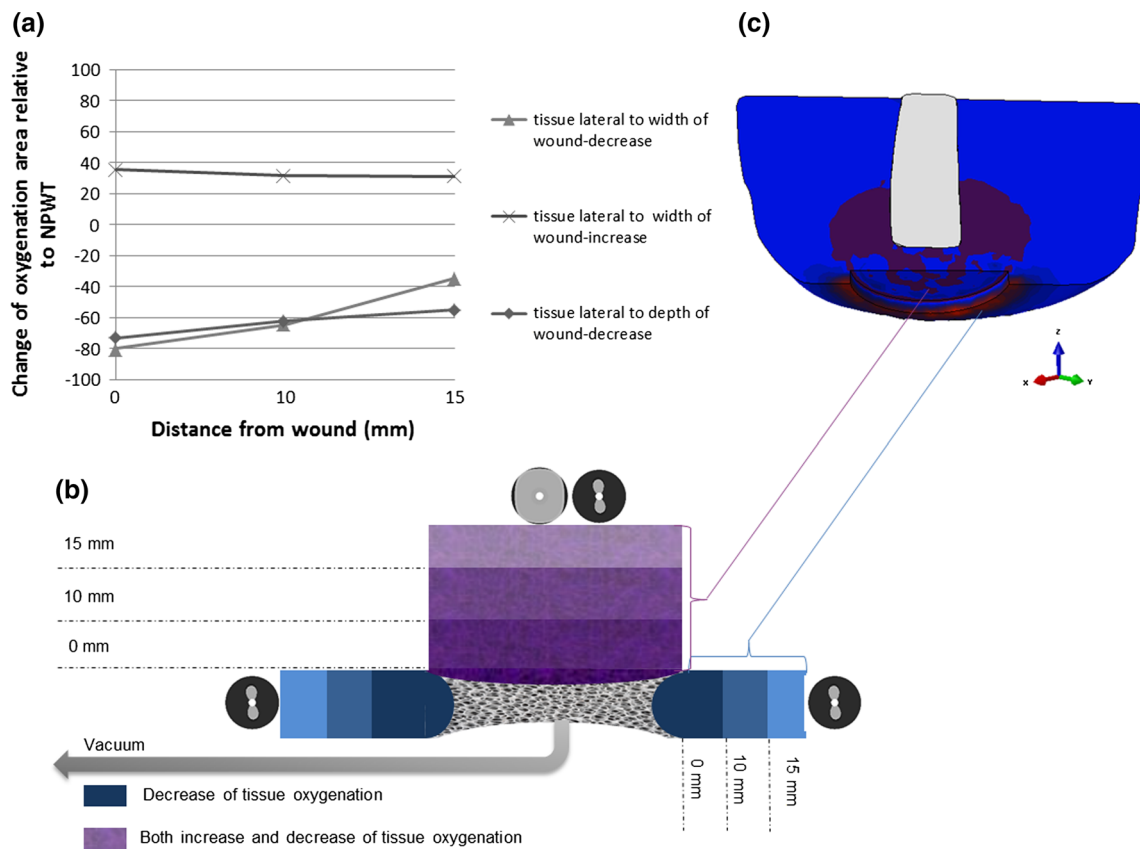 (a)
Change of oxygenation area relative
to NPWT
100
80
60
40
20
0
-20
-40
-60
-80
-100
0
10
15
Distance from wound (mm)
tissue lateral to width of
wound-decrease
tissue lateral to width of
wound-increase
tissue lateral to depth of
wound-decrease
(c)
Z
X
Y
(b)
15 mm
10 mm
0 mm
Vacuum
0 mm
10 mm
15 mm
Decrease of tissue oxygenation
Both increase and decrease of tissue oxygenation